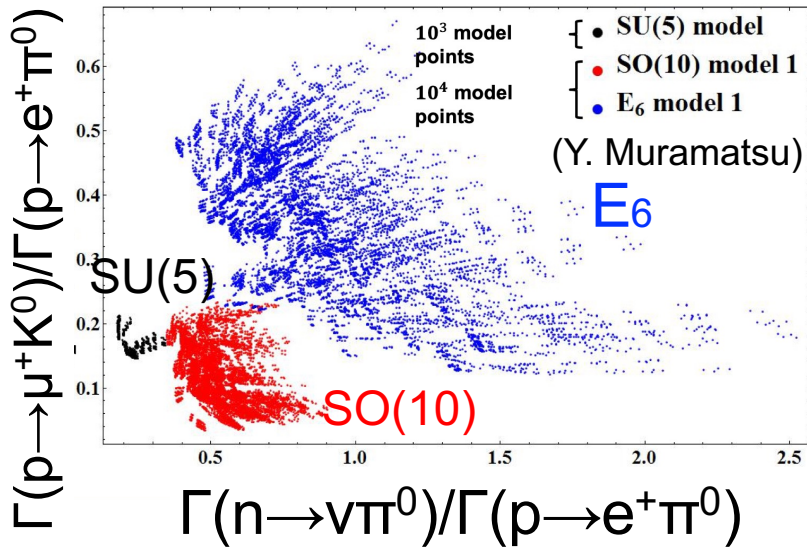 10³ model points
SU(5) model
10⁴ model points
SO(10) model 1
E₆ model 1
(Y. Muramatsu)
E6
SU(5)
SO(10)
0.6
0.5
0.4
0.3
0.2
0.1
0.5
1.0
1.5
2.0
2.5
Γ(p→μ⁺K⁰)/Γ(p→e⁺π⁰)
Γ(n→νπ⁰)/Γ(p→e⁺π⁰)